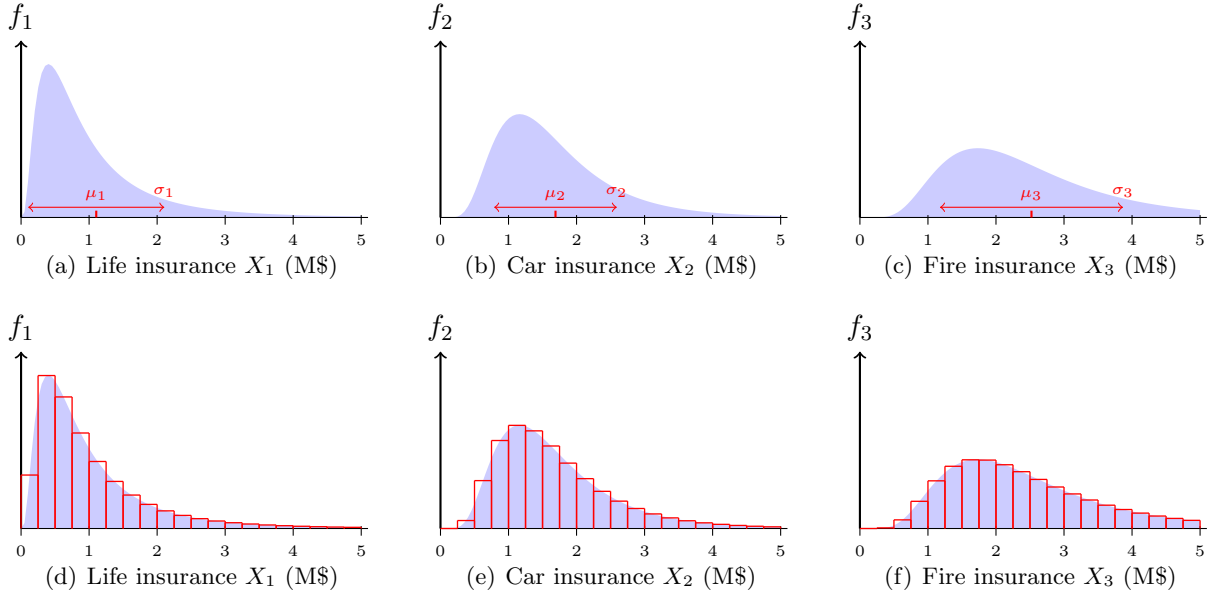 f₁ f₂ f₃
μ₁ σ₁ μ₂ σ₂ μ₃ σ₃
0 1 2 3 4 5 0 1 2 3 4 5 0 1 2 3 4 5
(a) Life insurance X₁ (M$) (b) Car insurance X₂ (M$) (c) Fire insurance X₃ (M$)
f₁ f₂ f₃
0 1 2 3 4 5 0 1 2 3 4 5 0 1 2 3 4 5
(d) Life insurance X₁ (M$) (e) Car insurance X₂ (M$) (f) Fire insurance X₃ (M$)